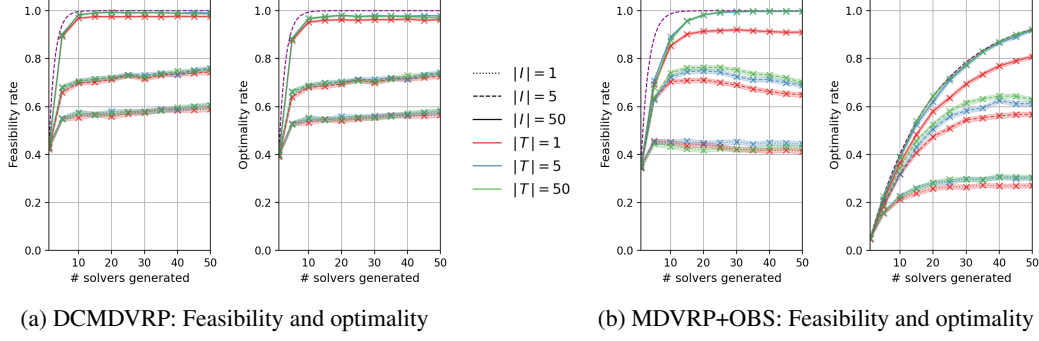 1.0
0.8
0.6
0.4
0.2
0.0
10 20 30 40 50
# solvers generated
Feasibility rate
1.0
0.8
0.6
0.4
0.2
0.0
10 20 30 40 50
# solvers generated
Optimality rate
|I| = 1
|I| = 5
|I| = 50
|T| = 1
|T| = 5
|T| = 50
1.0
0.8
0.6
0.4
0.2
0.0
10 20 30 40 50
# solvers generated
Feasibility rate
1.0
0.8
0.6
0.4
0.2
0.0
10 20 30 40 50
# solvers generated
Optimality rate
(a) DCMDVRP: Feasibility and optimality
(b) MDVRP+OBS: Feasibility and optimality